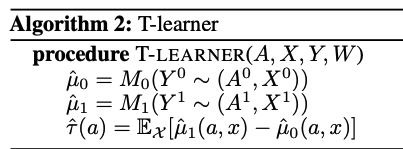 Algorithm 2: T-learner
procedure T-LEARNER(A, X, Y, W)
μ̂₀ = M₀(Y⁰ ∼ (A⁰, X⁰))
μ̂₁ = M₁(Y¹ ∼ (A¹, X¹))
τ̂(a) = 𝔼_𝒳[μ̂₁(a, x) − μ̂₀(a, x)]